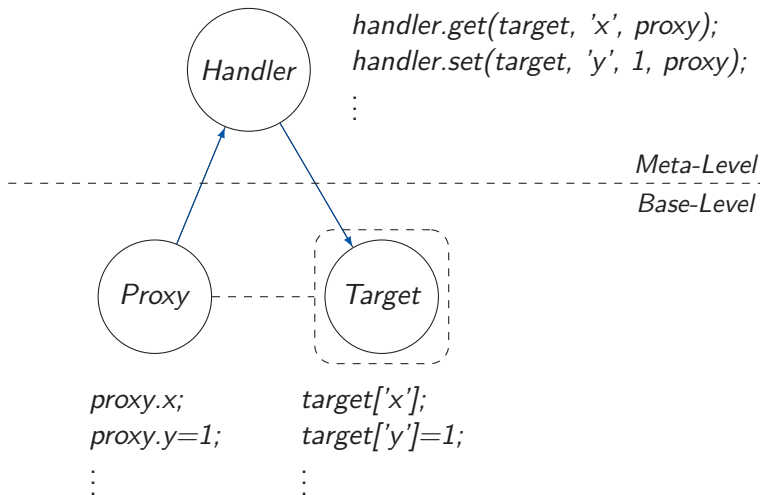 handler.get(target, ’x’, proxy);
handler.set(target, ’y’, 1, proxy);
⋮
Handler
Meta-Level
Base-Level
Proxy
Target
proxy.x;
proxy.y=1;
⋮
target[’x’];
target[’y’]=1;
⋮